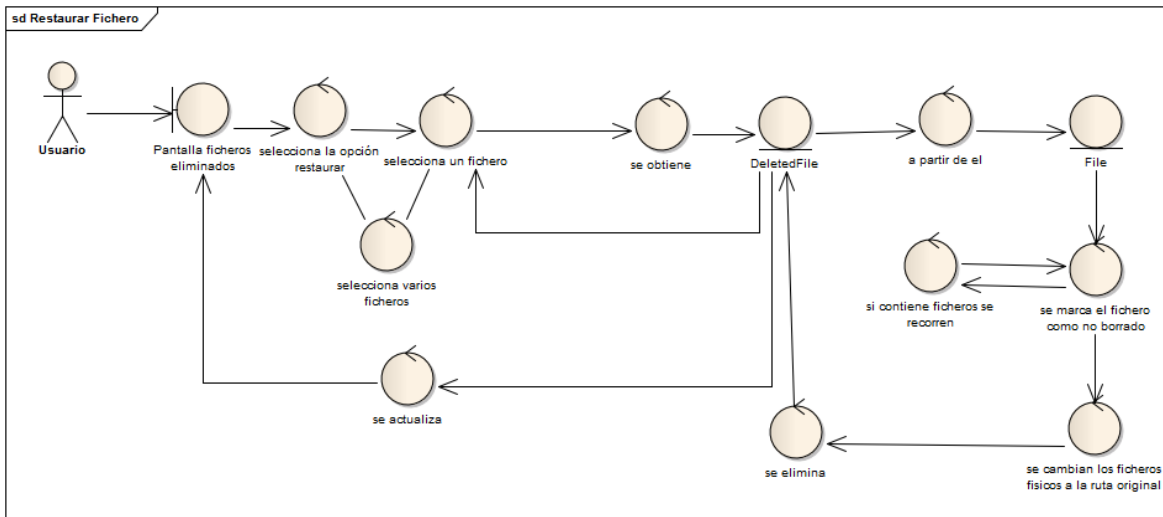 sd Restaurar Fichero
Usuario
Pantalla ficheros
eliminados
selecciona la opción
restaurar
selecciona un fichero
se obtiene
DeletedFile
a partir de el
File
selecciona varios
ficheros
si contiene ficheros se
recorren
se marca el fichero
como no borrado
se actualiza
se elimina
se cambian los ficheros
fisicos a la ruta original